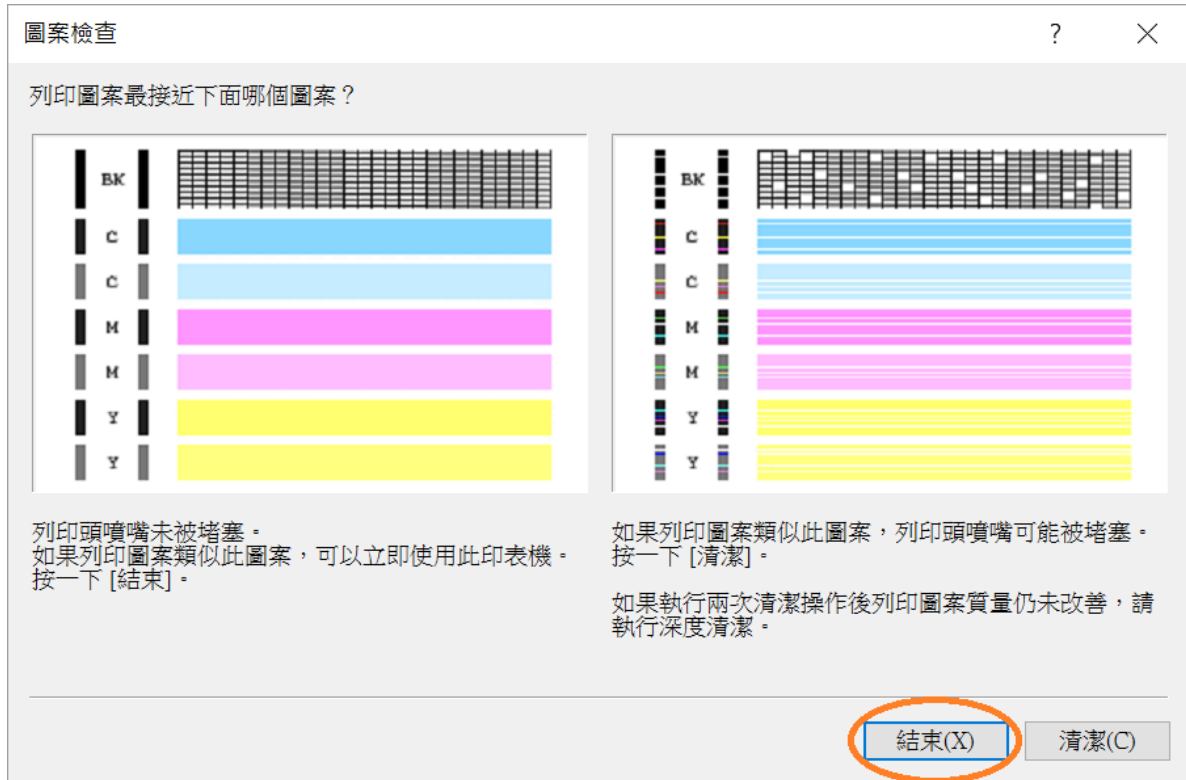 圖案檢查
?
列印圖案最接近下面哪個圖案？
BK
C
C
M
M
Y
Y
列印頭噴嘴未被堵塞。
如果列印圖案類似此圖案，可以立即使用此印表機。
按一下 [結束]。
BK
C
C
M
M
Y
Y
如果列印圖案類似此圖案，列印頭噴嘴可能被堵塞。
按一下 [清潔]。
如果執行兩次清潔操作後列印圖案質量仍未改善，請
執行深度清潔。
結束(X)
清潔(C)